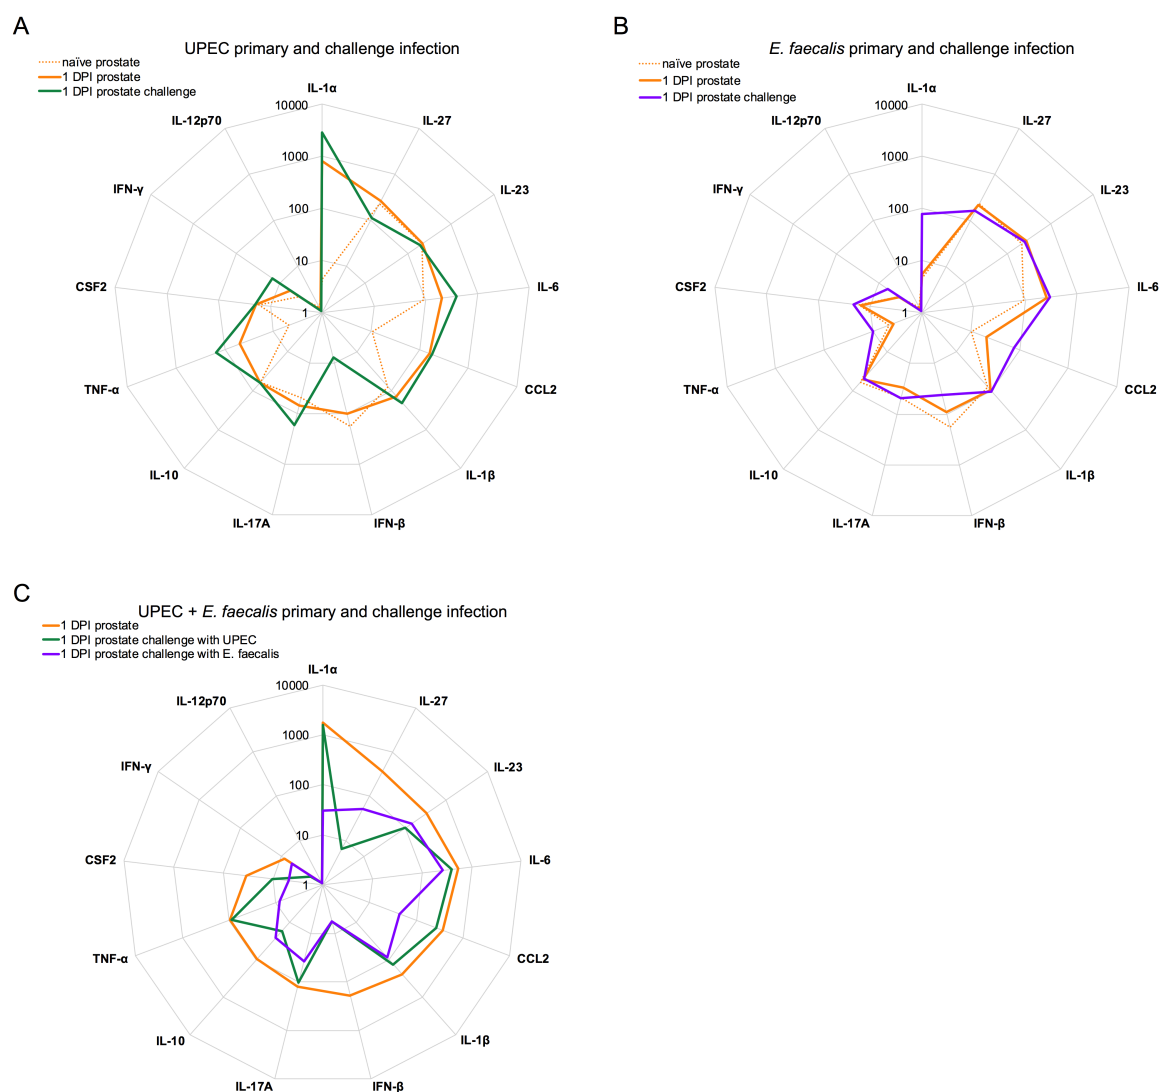 A
UPEC primary and challenge infection
naïve prostate
1 DPI prostate
1 DPI prostate challenge
IL-1α
10000
IL-12p70
IL-27
1000
IFN-γ
IL-23
100
10
CSF2
IL-6
1
TNF-α
CCL2
IL-10
IL-1β
IL-17A
IFN-β
B
E. faecalis primary and challenge infection
naïve prostate
1 DPI prostate
1 DPI prostate challenge
IL-1α
10000
IL-12p70
IL-27
1000
IFN-γ
IL-23
100
10
CSF2
IL-6
1
TNF-α
CCL2
IL-10
IL-1β
IL-17A
IFN-β
C
UPEC + E. faecalis primary and challenge infection
1 DPI prostate
1 DPI prostate challenge with UPEC
1 DPI prostate challenge with E. faecalis
IL-1α
10000
IL-12p70
IL-27
1000
IFN-γ
IL-23
100
10
CSF2
IL-6
1
TNF-α
CCL2
IL-10
IL-1β
IL-17A
IFN-β